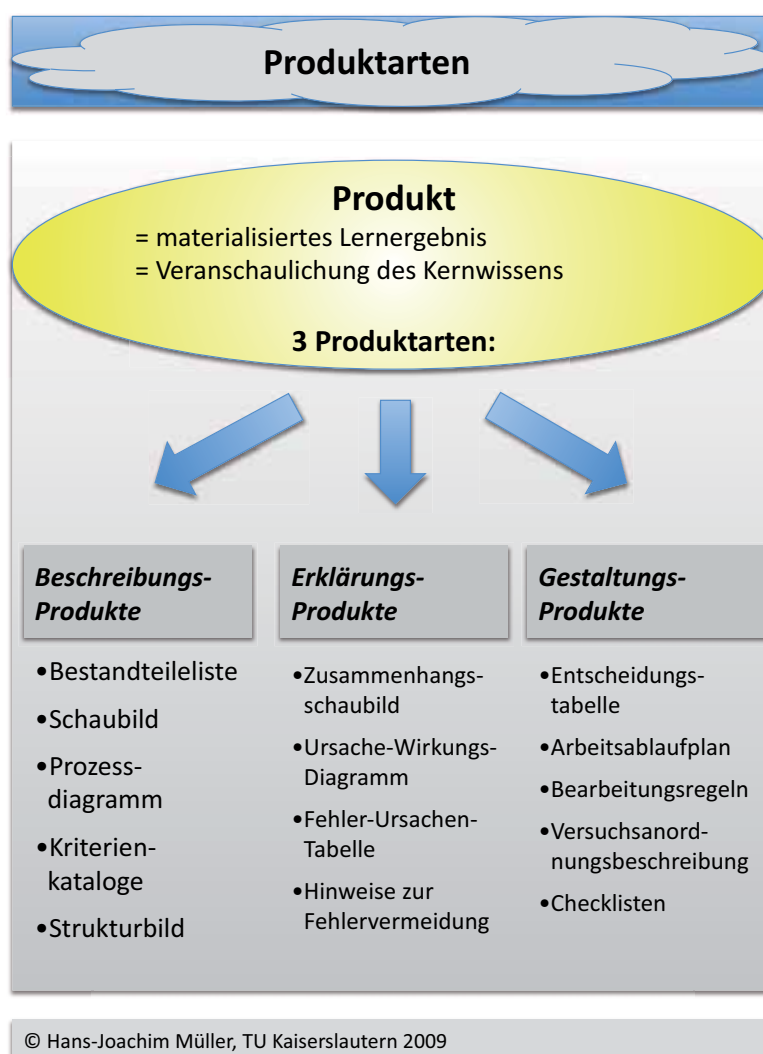 Produktarten
Produkt
= materialisiertes Lernergebnis
= Veranschaulichung des Kernwissens
3 Produktarten:
Beschreibungs-
Produkte
•Bestandteileliste
•Schaubild
•Prozess-
diagramm
•Kriterien-
kataloge
•Strukturbild
Erklärungs-
Produkte
•Zusammenhangs-
schaubild
•Ursache-Wirkungs-
Diagramm
•Fehler-Ursachen-
Tabelle
•Hinweise zur
Fehlervermeidung
Gestaltungs-
Produkte
•Entscheidungs-
tabelle
•Arbeitsablaufplan
•Bearbeitungsregeln
•Versuchsanord-
nungsbeschreibung
•Checklisten
© Hans-Joachim Müller, TU Kaiserslautern 2009